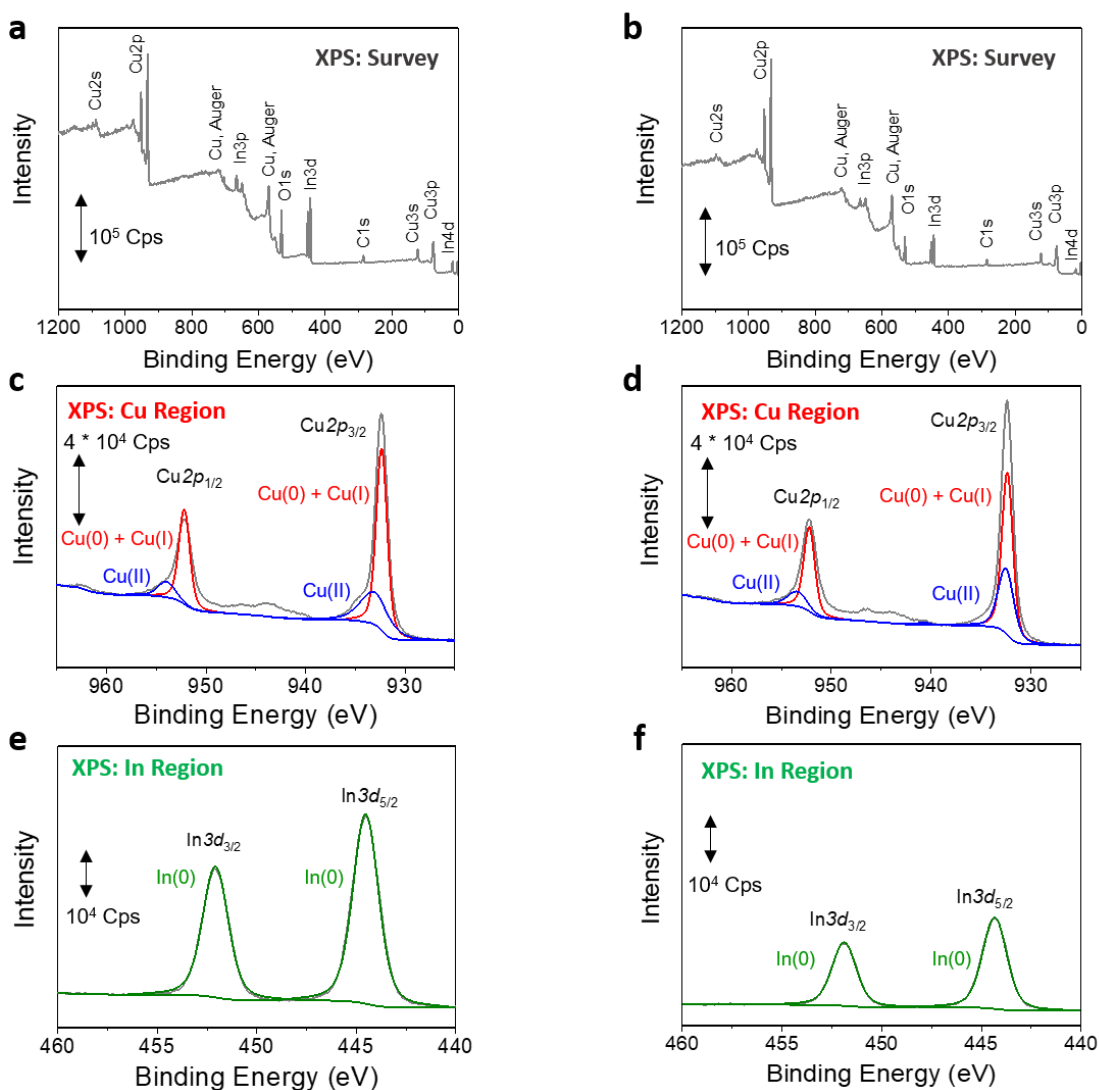 a
XPS: Survey
Cu2s
Cu2p
Cu, Auger
In3p
Cu, Auger
O1s
In3d
C1s
Cu3s
Cu3p
In4d
10⁵ Cps
Intensity
1200 1000 800 600 400 200 0
Binding Energy (eV)
b
XPS: Survey
Cu2s
Cu2p
Cu, Auger
In3p
Cu, Auger
O1s
In3d
C1s
Cu3s
Cu3p
In4d
10⁵ Cps
Intensity
1200 1000 800 600 400 200 0
Binding Energy (eV)
c
XPS: Cu Region
4 * 10⁴ Cps
Cu2p3/2
Cu2p1/2
Cu(0) + Cu(I)
Cu(0) + Cu(I)
Cu(II)
Cu(II)
Intensity
960 950 940 930
Binding Energy (eV)
d
XPS: Cu Region
4 * 10⁴ Cps
Cu2p3/2
Cu2p1/2
Cu(0) + Cu(I)
Cu(0) + Cu(I)
Cu(II)
Cu(II)
Intensity
960 950 940 930
Binding Energy (eV)
e
XPS: In Region
In3d5/2
In3d3/2
In(0)
In(0)
10⁴ Cps
Intensity
460 455 450 445 440
Binding Energy (eV)
f
XPS: In Region
10⁴ Cps
In3d5/2
In3d3/2
In(0)
In(0)
Intensity
460 455 450 445 440
Binding Energy (eV)